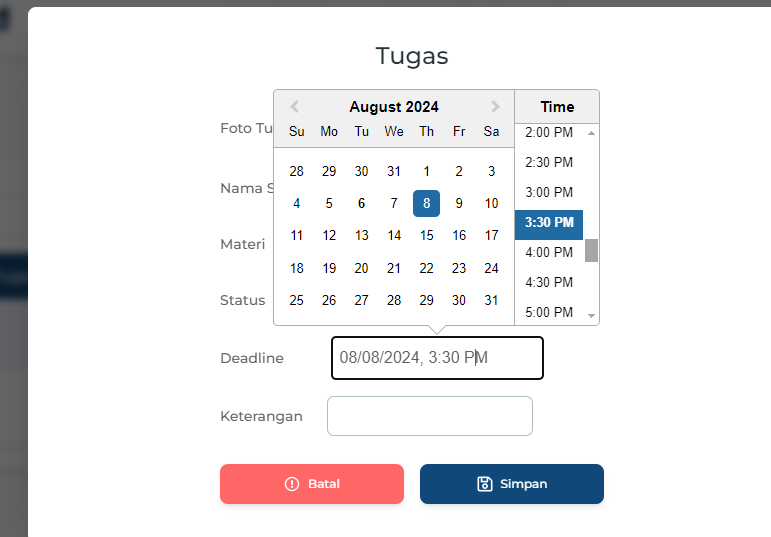 Tugas
August 2024
Su Mo Tu We Th Fr Sa
28 29 30 31 1 2 3
4 5 6 7 8 9 10
11 12 13 14 15 16 17
18 19 20 21 22 23 24
25 26 27 28 29 30 31
Time
2:00 PM
2:30 PM
3:00 PM
3:30 PM
4:00 PM
4:30 PM
5:00 PM
Foto Tu
Nama S
Materi
Status
Deadline 08/08/2024, 3:30 PM
Keterangan
Batal Simpan